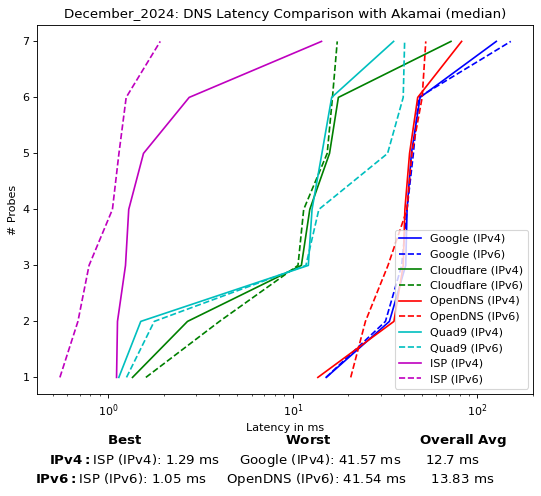 December_2024: DNS Latency Comparison with Akamai (median)
# Probes
7
6
5
4
3
2
1
Google (IPv4)
Google (IPv6)
Cloudflare (IPv4)
Cloudflare (IPv6)
OpenDNS (IPv4)
OpenDNS (IPv6)
Quad9 (IPv4)
Quad9 (IPv6)
ISP (IPv4)
ISP (IPv6)
10⁰ 10¹ 10²
Latency in ms
Best Worst Overall Avg
IPv4: ISP (IPv4): 1.29 ms Google (IPv4): 41.57 ms 12.7 ms
IPv6: ISP (IPv6): 1.05 ms OpenDNS (IPv6): 41.54 ms 13.83 ms